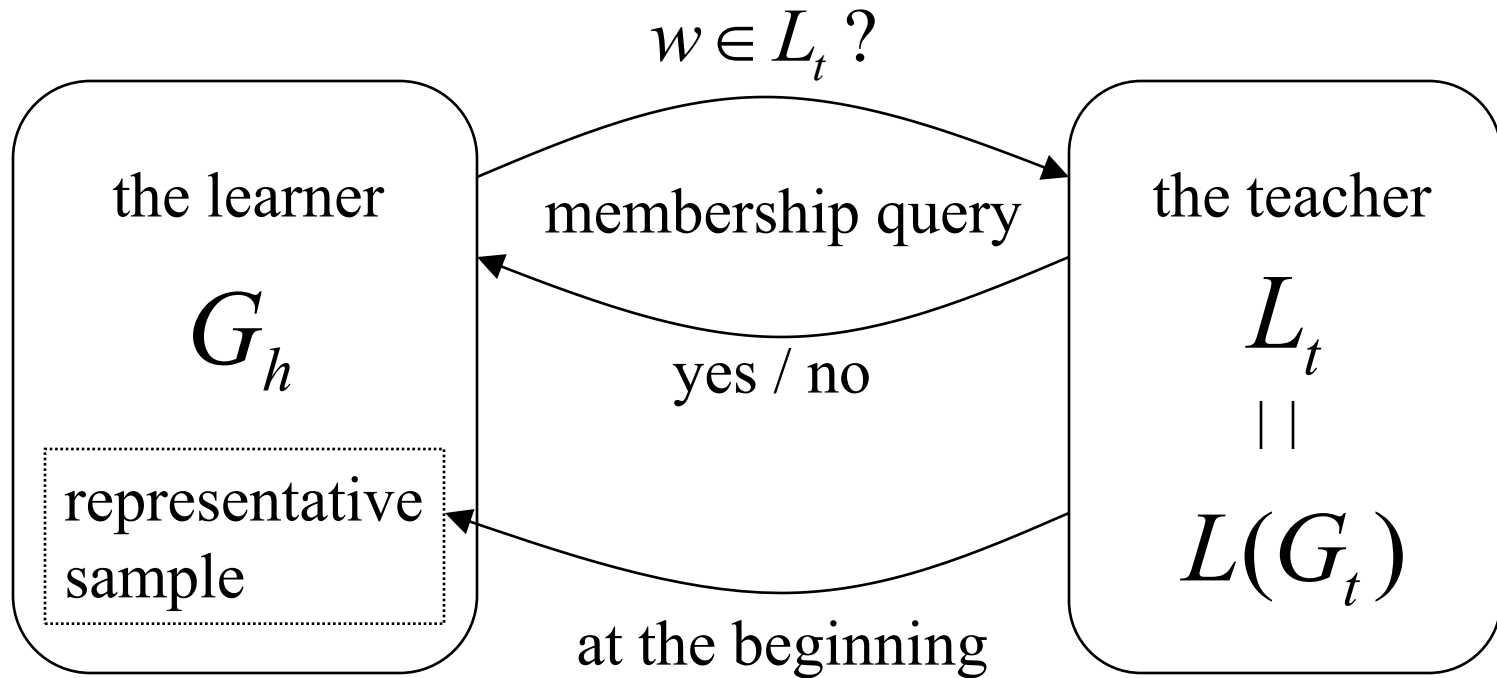 w ∈ L_t ?
the learner
G_h
representative
sample
membership query
yes / no
at the beginning
the teacher
L_t
||
L(G_t)